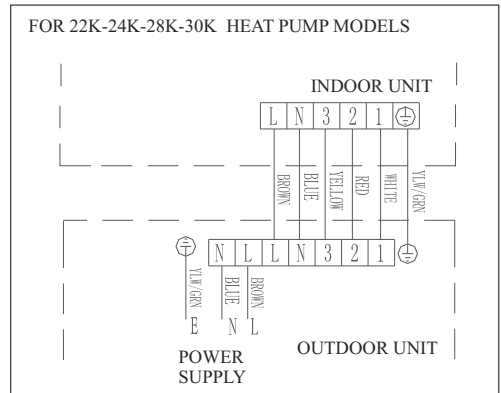 FOR 22K-24K-28K-30K HEAT PUMP MODELS
INDOOR UNIT
L N 3 2 1
BROWN BLUE YELLOW RED WHITE YLW/GRN
N L L N 3 2 1
YLW/GRN BLUE BROWN
E N L
POWER
SUPPLY
OUTDOOR UNIT